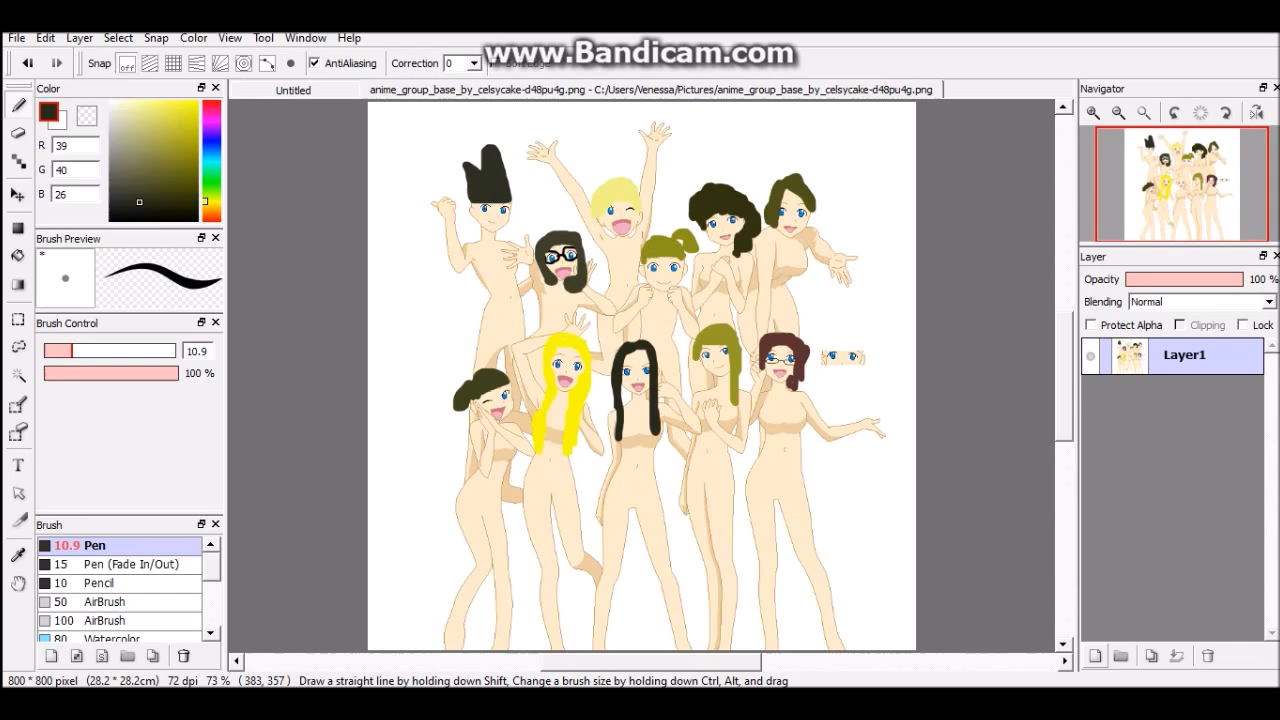 www.Bandicam.com
File Edit Layer Select Snap Color View Tool Window Help
Snap off AntiAliasing Correction 0
Color
Untitled
anime_group_base_by_celsycake-d48pu4g.png - C:/Users/Venessa/Pictures/anime_group_base_by_celsycake-d48pu4g.png
Navigator
R 39
G 40
B 26
Brush Preview
*
Layer
Opacity 100 %
Blending Normal
Protect Alpha Clipping Lock
Layer1
Brush Control
10.9
100 %
Brush
10.9 Pen
15 Pen (Fade In/Out)
10 Pencil
50 AirBrush
100 AirBrush
80 Watercolor
800 * 800 pixel (28.2 * 28.2cm) 72 dpi 73 % ( 383, 357) Draw a straight line by holding down Shift, Change a brush size by holding down Ctrl, Alt, and drag